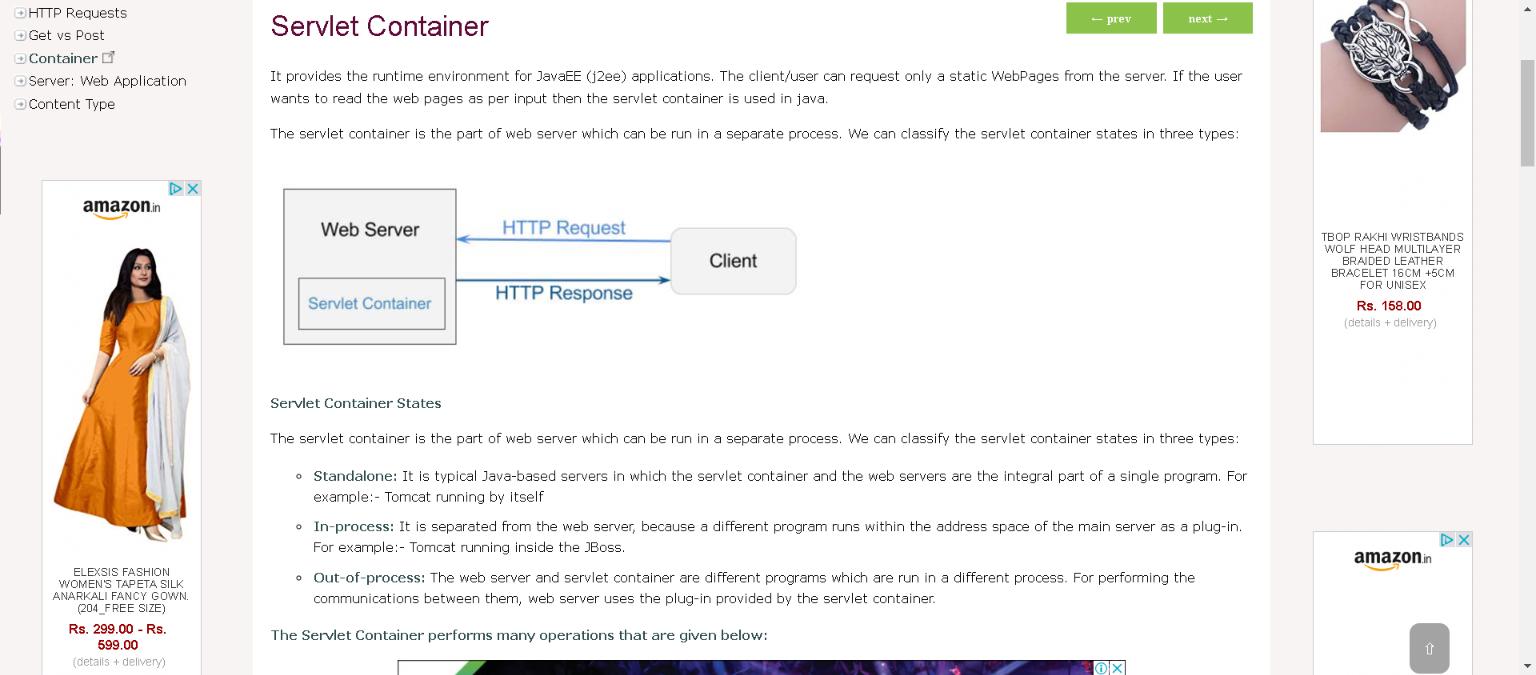 HTTP Requests
Get vs Post
Container
Server: Web Application
Content Type
amazon.in
ELEXSIS FASHION
WOMEN'S TAPETA SILK
ANARKALI FANCY GOWN.
(204_FREE SIZE)
Rs. 299.00 - Rs.
599.00
(details + delivery)
Servlet Container
← prev
next →
It provides the runtime environment for JavaEE (j2ee) applications. The client/user can request only a static WebPages from the server. If the user
wants to read the web pages as per input then the servlet container is used in java.
The servlet container is the part of web server which can be run in a separate process. We can classify the servlet container states in three types:
Web Server
Servlet Container
HTTP Request
HTTP Response
Client
Servlet Container States
The servlet container is the part of web server which can be run in a separate process. We can classify the servlet container states in three types:
Standalone: It is typical Java-based servers in which the servlet container and the web servers are the integral part of a single program. For
example:- Tomcat running by itself
In-process: It is separated from the web server, because a different program runs within the address space of the main server as a plug-in.
For example:- Tomcat running inside the JBoss.
Out-of-process: The web server and servlet container are different programs which are run in a different process. For performing the
communications between them, web server uses the plug-in provided by the servlet container.
The Servlet Container performs many operations that are given below:
TBOP RAKHI WRISTBANDS
WOLF HEAD MULTILAYER
BRAIDED LEATHER
BRACELET 16CM +5CM
FOR UNISEX
Rs. 158.00
(details + delivery)
amazon.in